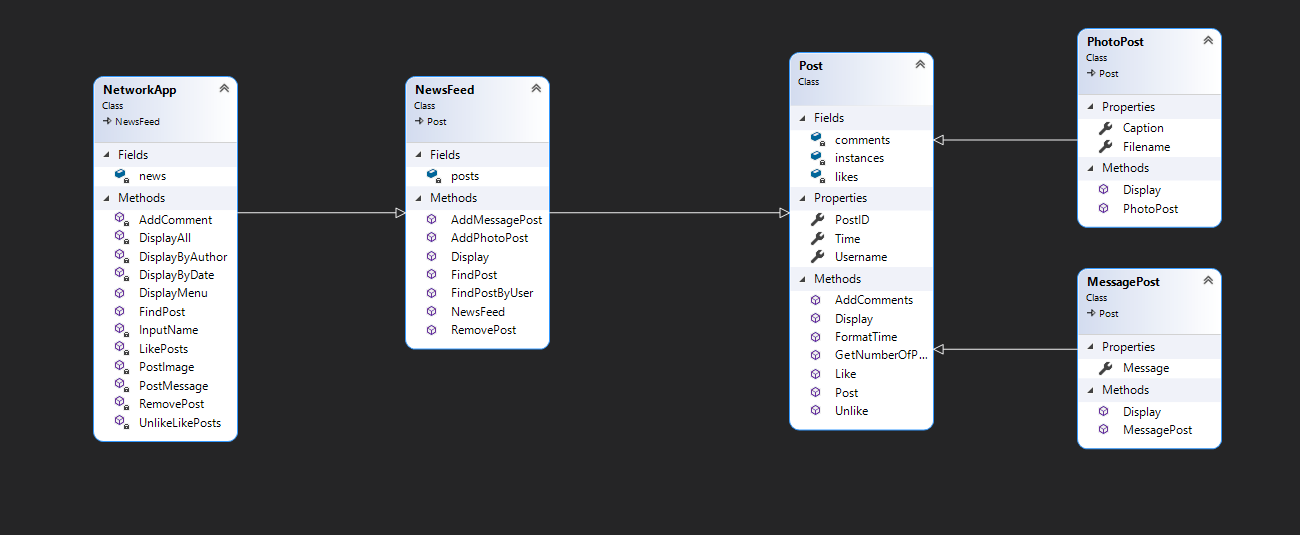 NetworkApp
Class
NewsFeed
Fields
news
Methods
AddComment
DisplayAll
DisplayByAuthor
DisplayByDate
DisplayMenu
FindPost
InputName
LikePosts
PostImage
PostMessage
RemovePost
UnlikeLikePosts
NewsFeed
Class
Post
Fields
posts
Methods
AddMessagePost
AddPhotoPost
Display
FindPost
FindPostByUser
NewsFeed
RemovePost
Post
Class
Fields
comments
instances
likes
Properties
PostID
Time
Username
Methods
AddComments
Display
FormatTime
GetNumberOfP...
Like
Post
Unlike
PhotoPost
Class
Post
Properties
Caption
Filename
Methods
Display
PhotoPost
MessagePost
Class
Post
Properties
Message
Methods
Display
MessagePost